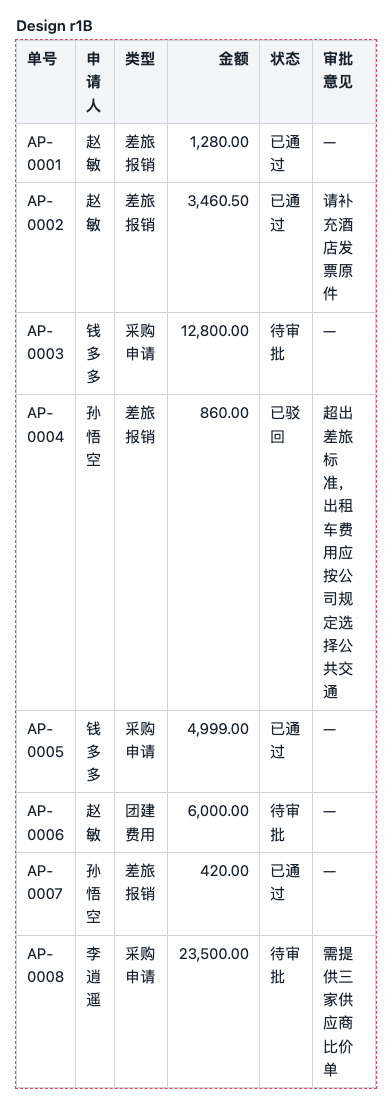 Design r1B
单号 申请人 类型 金额 状态 审批意见
AP-0001 赵敏 差旅报销 1,280.00 已通过 —
AP-0002 赵敏 差旅报销 3,460.50 已通过 请补充酒店发票原件
AP-0003 钱多多 采购申请 12,800.00 待审批 —
AP-0004 孙悟空 差旅报销 860.00 已驳回 超出差旅标准，出租车费用应按公司规定选择公共交通
AP-0005 钱多多 采购申请 4,999.00 已通过 —
AP-0006 赵敏 团建费用 6,000.00 待审批 —
AP-0007 孙悟空 差旅报销 420.00 已通过 —
AP-0008 李逍遥 采购申请 23,500.00 待审批 需提供三家供应商比价单